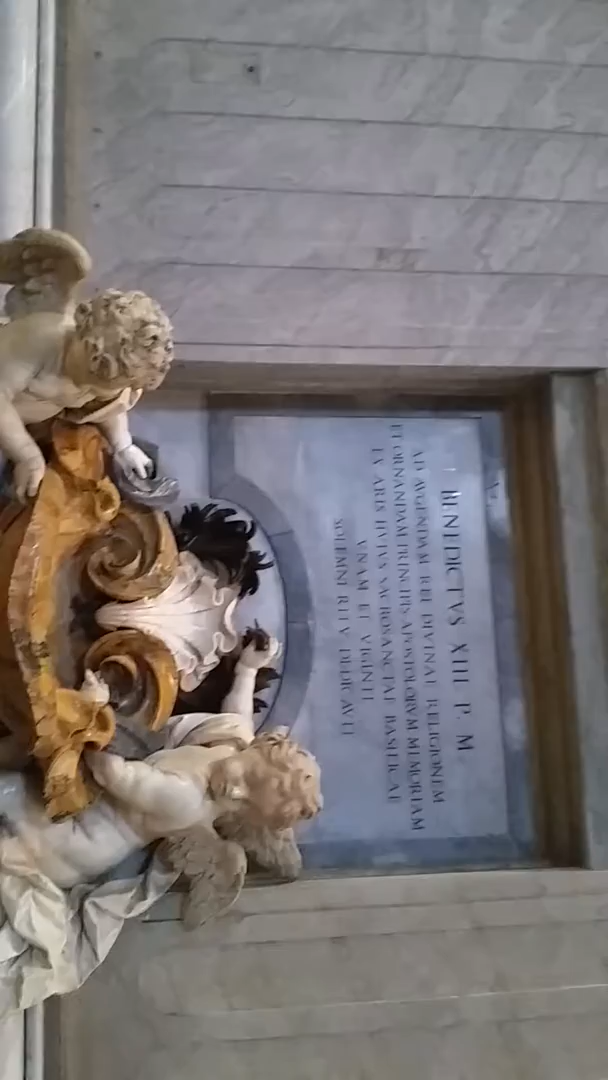 BENEDICTVS XIII P. M
AD AVGENDAM REI DIVINAE RELIGIONEM
ET ORNANDAM PRINCIPIS APOSTOLORVM MEMORIAM
EX ARIS HVIVS SACROSANCTAE BASILICAE
VNAM ET VIGINTI
SOLEMNI RITV DEDICAVIT